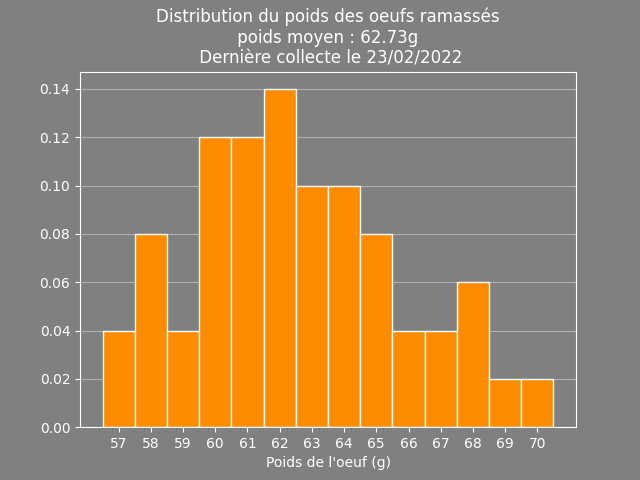 Distribution du poids des oeufs ramassés
poids moyen : 62.73g
Dernière collecte le 23/02/2022
0.14
0.12
0.10
0.08
0.06
0.04
0.02
0.00
57 58 59 60 61 62 63 64 65 66 67 68 69 70
Poids de l'oeuf (g)